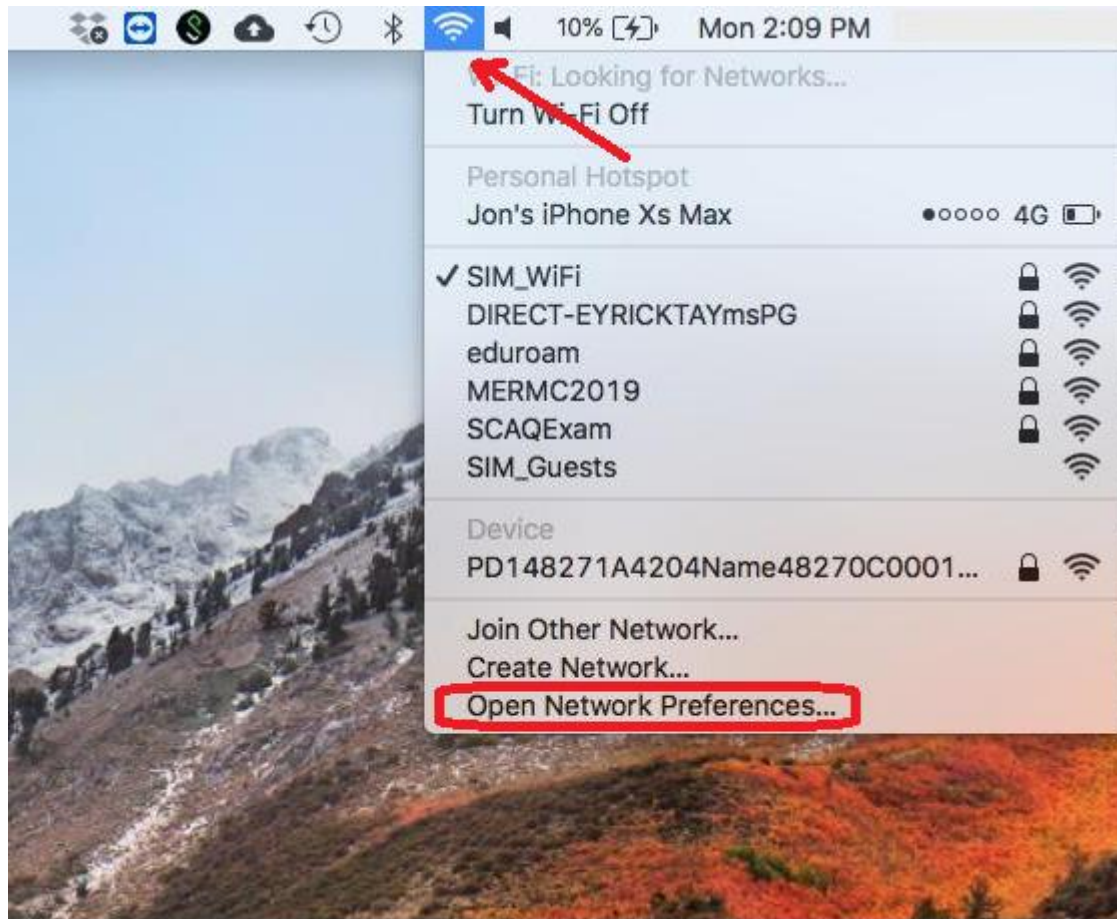 10% Mon 2:09 PM
Fi: Looking for Networks...
Turn Wi-Fi Off
Personal Hotspot
Jon's iPhone Xs Max 4G
SIM_WiFi
DIRECT-EYRICKTAYmsPG
eduroam
MERMC2019
SCAQExam
SIM_Guests
Device
PD148271A4204Name48270C0001...
Join Other Network...
Create Network...
Open Network Preferences...